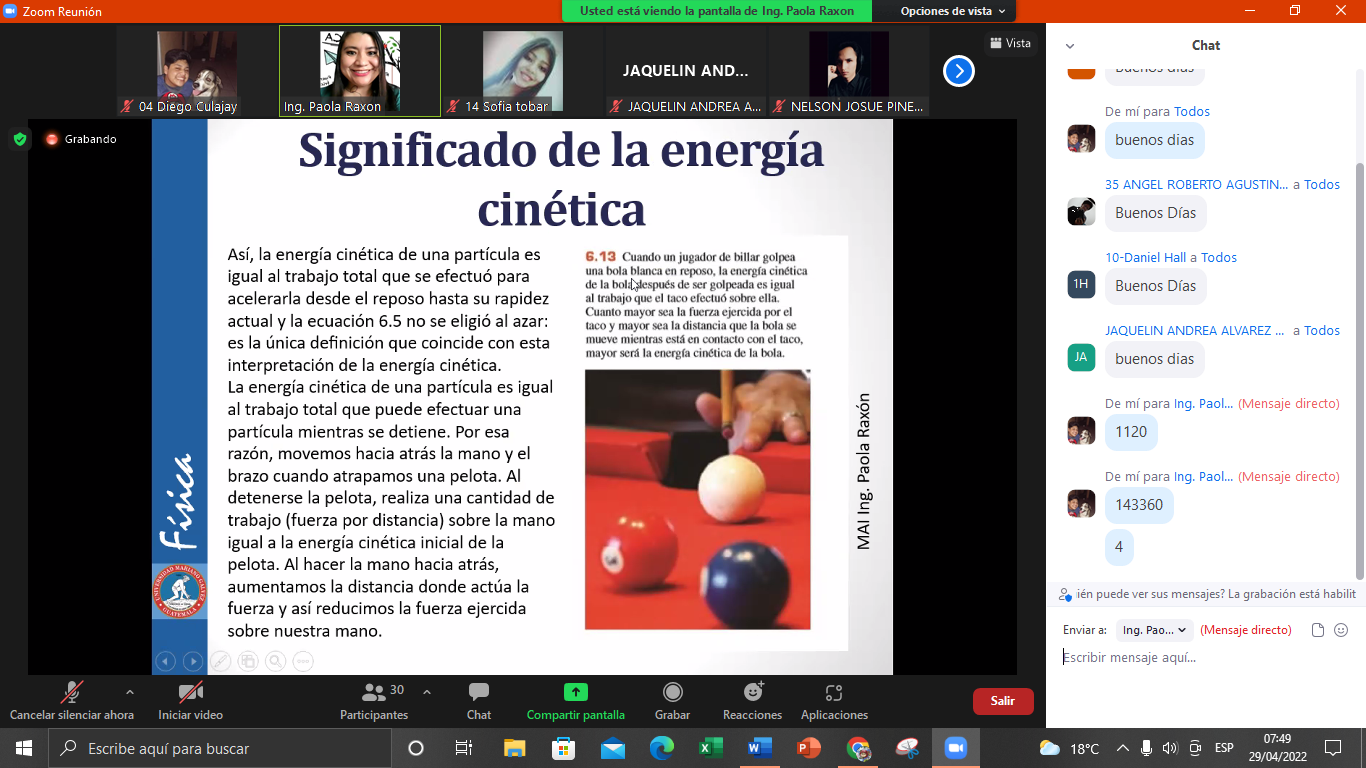 Zoom Reunión
Usted está viendo la pantalla de Ing. Paola Raxon
Opciones de vista
04 Diego Culajay
Ing. Paola Raxon
14 Sofia tobar
JAQUELIN AND...
JAQUELIN ANDREA A...
NELSON JOSUE PINE...
Vista
Grabando
Significado de la energía
cinética
Así, la energía cinética de una partícula es
igual al trabajo total que se efectuó para
acelerarla desde el reposo hasta su rapidez
actual y la ecuación 6.5 no se eligió al azar:
es la única definición que coincide con esta
interpretación de la energía cinética.
La energía cinética de una partícula es igual
al trabajo total que puede efectuar una
partícula mientras se detiene. Por esa
razón, movemos hacia atrás la mano y el
brazo cuando atrapamos una pelota. Al
detenerse la pelota, realiza una cantidad de
trabajo (fuerza por distancia) sobre la mano
igual a la energía cinética inicial de la
pelota. Al hacer la mano hacia atrás,
aumentamos la distancia donde actúa la
fuerza y así reducimos la fuerza ejercida
sobre nuestra mano.
6.13 Cuando un jugador de billar golpea
una bola blanca en reposo, la energía cinética
de la bola después de ser golpeada es igual
al trabajo que el taco efectuó sobre ella.
Cuanto mayor sea la fuerza ejercida por el
taco y mayor sea la distancia que la bola se
mueve mientras está en contacto con el taco,
mayor será la energía cinética de la bola.
MAI Ing. Paola Raxón
Física
UNIVERSIDAD MARIANO GALVEZ
GUATEMALA
Chat
Buenos días
De mí para Todos
buenos dias
35 ANGEL ROBERTO AGUSTIN... a Todos
Buenos Días
10-Daniel Hall a Todos
1H
Buenos Días
JAQUELIN ANDREA ALVAREZ ... a Todos
JA
buenos dias
De mí para Ing. Paol... (Mensaje directo)
1120
De mí para Ing. Paol... (Mensaje directo)
143360
4
ién puede ver sus mensajes? La grabación está habilit
Enviar a: Ing. Pao... (Mensaje directo)
Escribir mensaje aquí...
Cancelar silenciar ahora
Iniciar video
30
Participantes
Chat
Compartir pantalla
Grabar
Reacciones
Aplicaciones
Salir
Escribe aquí para buscar
18°C
ESP
07:49
29/04/2022